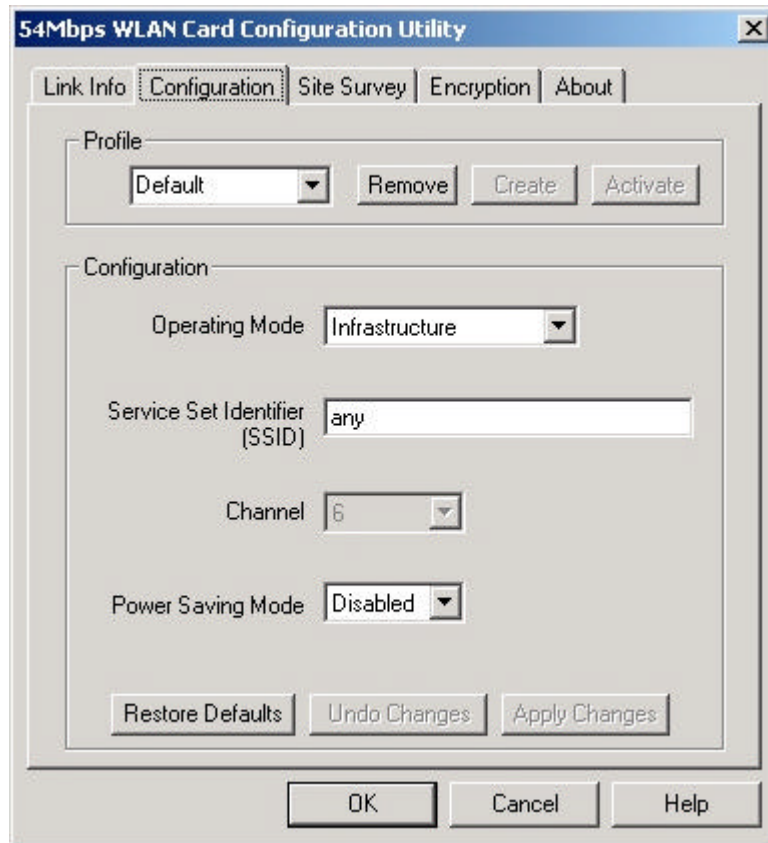 54Mbps WLAN Card Configuration Utility
Link Info Configuration Site Survey Encryption About
Profile
Default Remove Create Activate
Configuration
Operating Mode Infrastructure
Service Set Identifier
(SSID) any
Channel 6
Power Saving Mode Disabled
Restore Defaults Undo Changes Apply Changes
OK Cancel Help